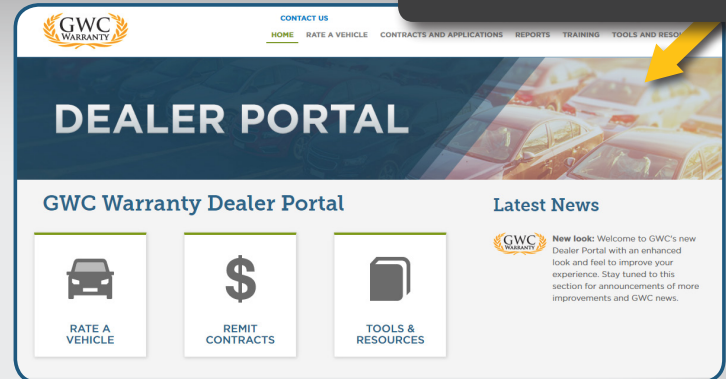 GWC
WARRANTY
CONTACT US
HOME RATE A VEHICLE CONTRACTS AND APPLICATIONS REPORTS TRAINING TOOLS AND
DEALER PORTAL
GWC Warranty Dealer Portal
Latest News
GWC
WARRANTY
New look: Welcome to GWC's new
Dealer Portal with an enhanced
look and feel to improve your
experience. Stay tuned to this
section for announcements of more
improvements and GWC news.
RATE A
VEHICLE
$
REMIT
CONTRACTS
TOOLS &
RESOURCES